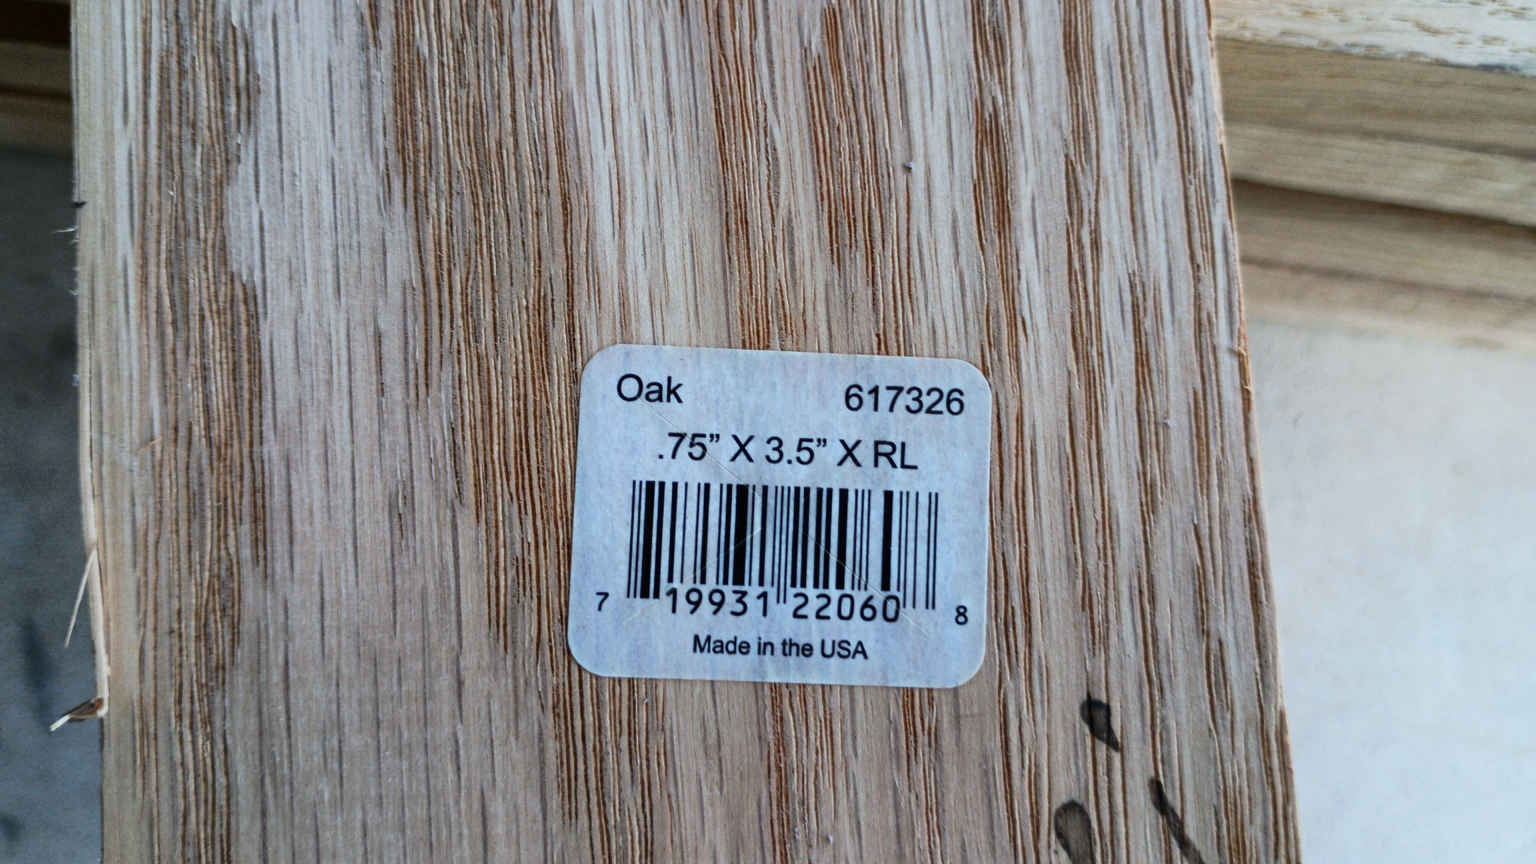 Oak 617326
.75” X 3.5” X RL
7 19931 22060 8
Made in the USA